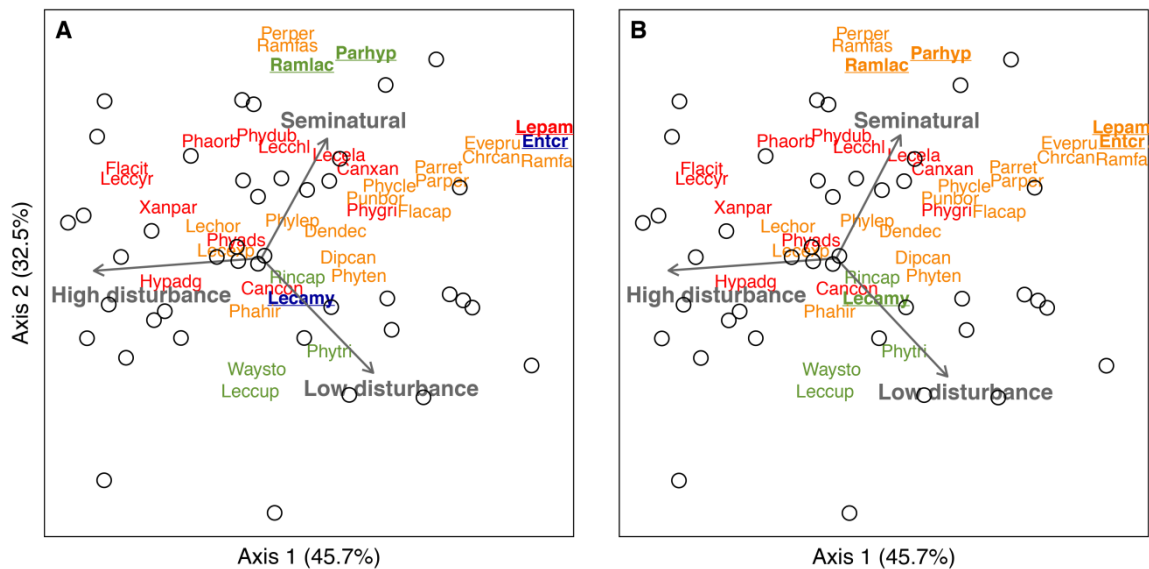 A
Perper
Ramfas
Parhyp
Ramlac
Seminatural
Lepam
Phaorb
Phydub
Entcr
Lecchl
Evepru
Lecela
Chrcan
Ramfa
Flacit
Canxan
Parret
Leccyr
Phycle
Parper
Punbor
Xanpar
Phygri
Flacap
Lechor
Phylep
Dendec
Phyads
Dipcan
Hypadg
Rincap
Phyten
High disturbance
Cancon
Lecamy
Phahir
Phytri
Waysto
Leccup
Low disturbance
Axis 2 (32.5%)
Axis 1 (45.7%)
B
Perper
Ramfas
Parhyp
Ramlac
Seminatural
Lepam
Phaorb
Phydub
Entcr
Lecchl
Evepru
Lecela
Chrcan
Ramfa
Flacit
Canxan
Parret
Leccyr
Phycle
Parper
Punbor
Xanpar
Phygri
Flacap
Lechor
Phylep
Dendec
Phyads
Dipcan
Hypadg
Rincap
Phyten
High disturbance
Cancon
Lecamy
Phahir
Phytri
Waysto
Leccup
Low disturbance
Axis 1 (45.7%)